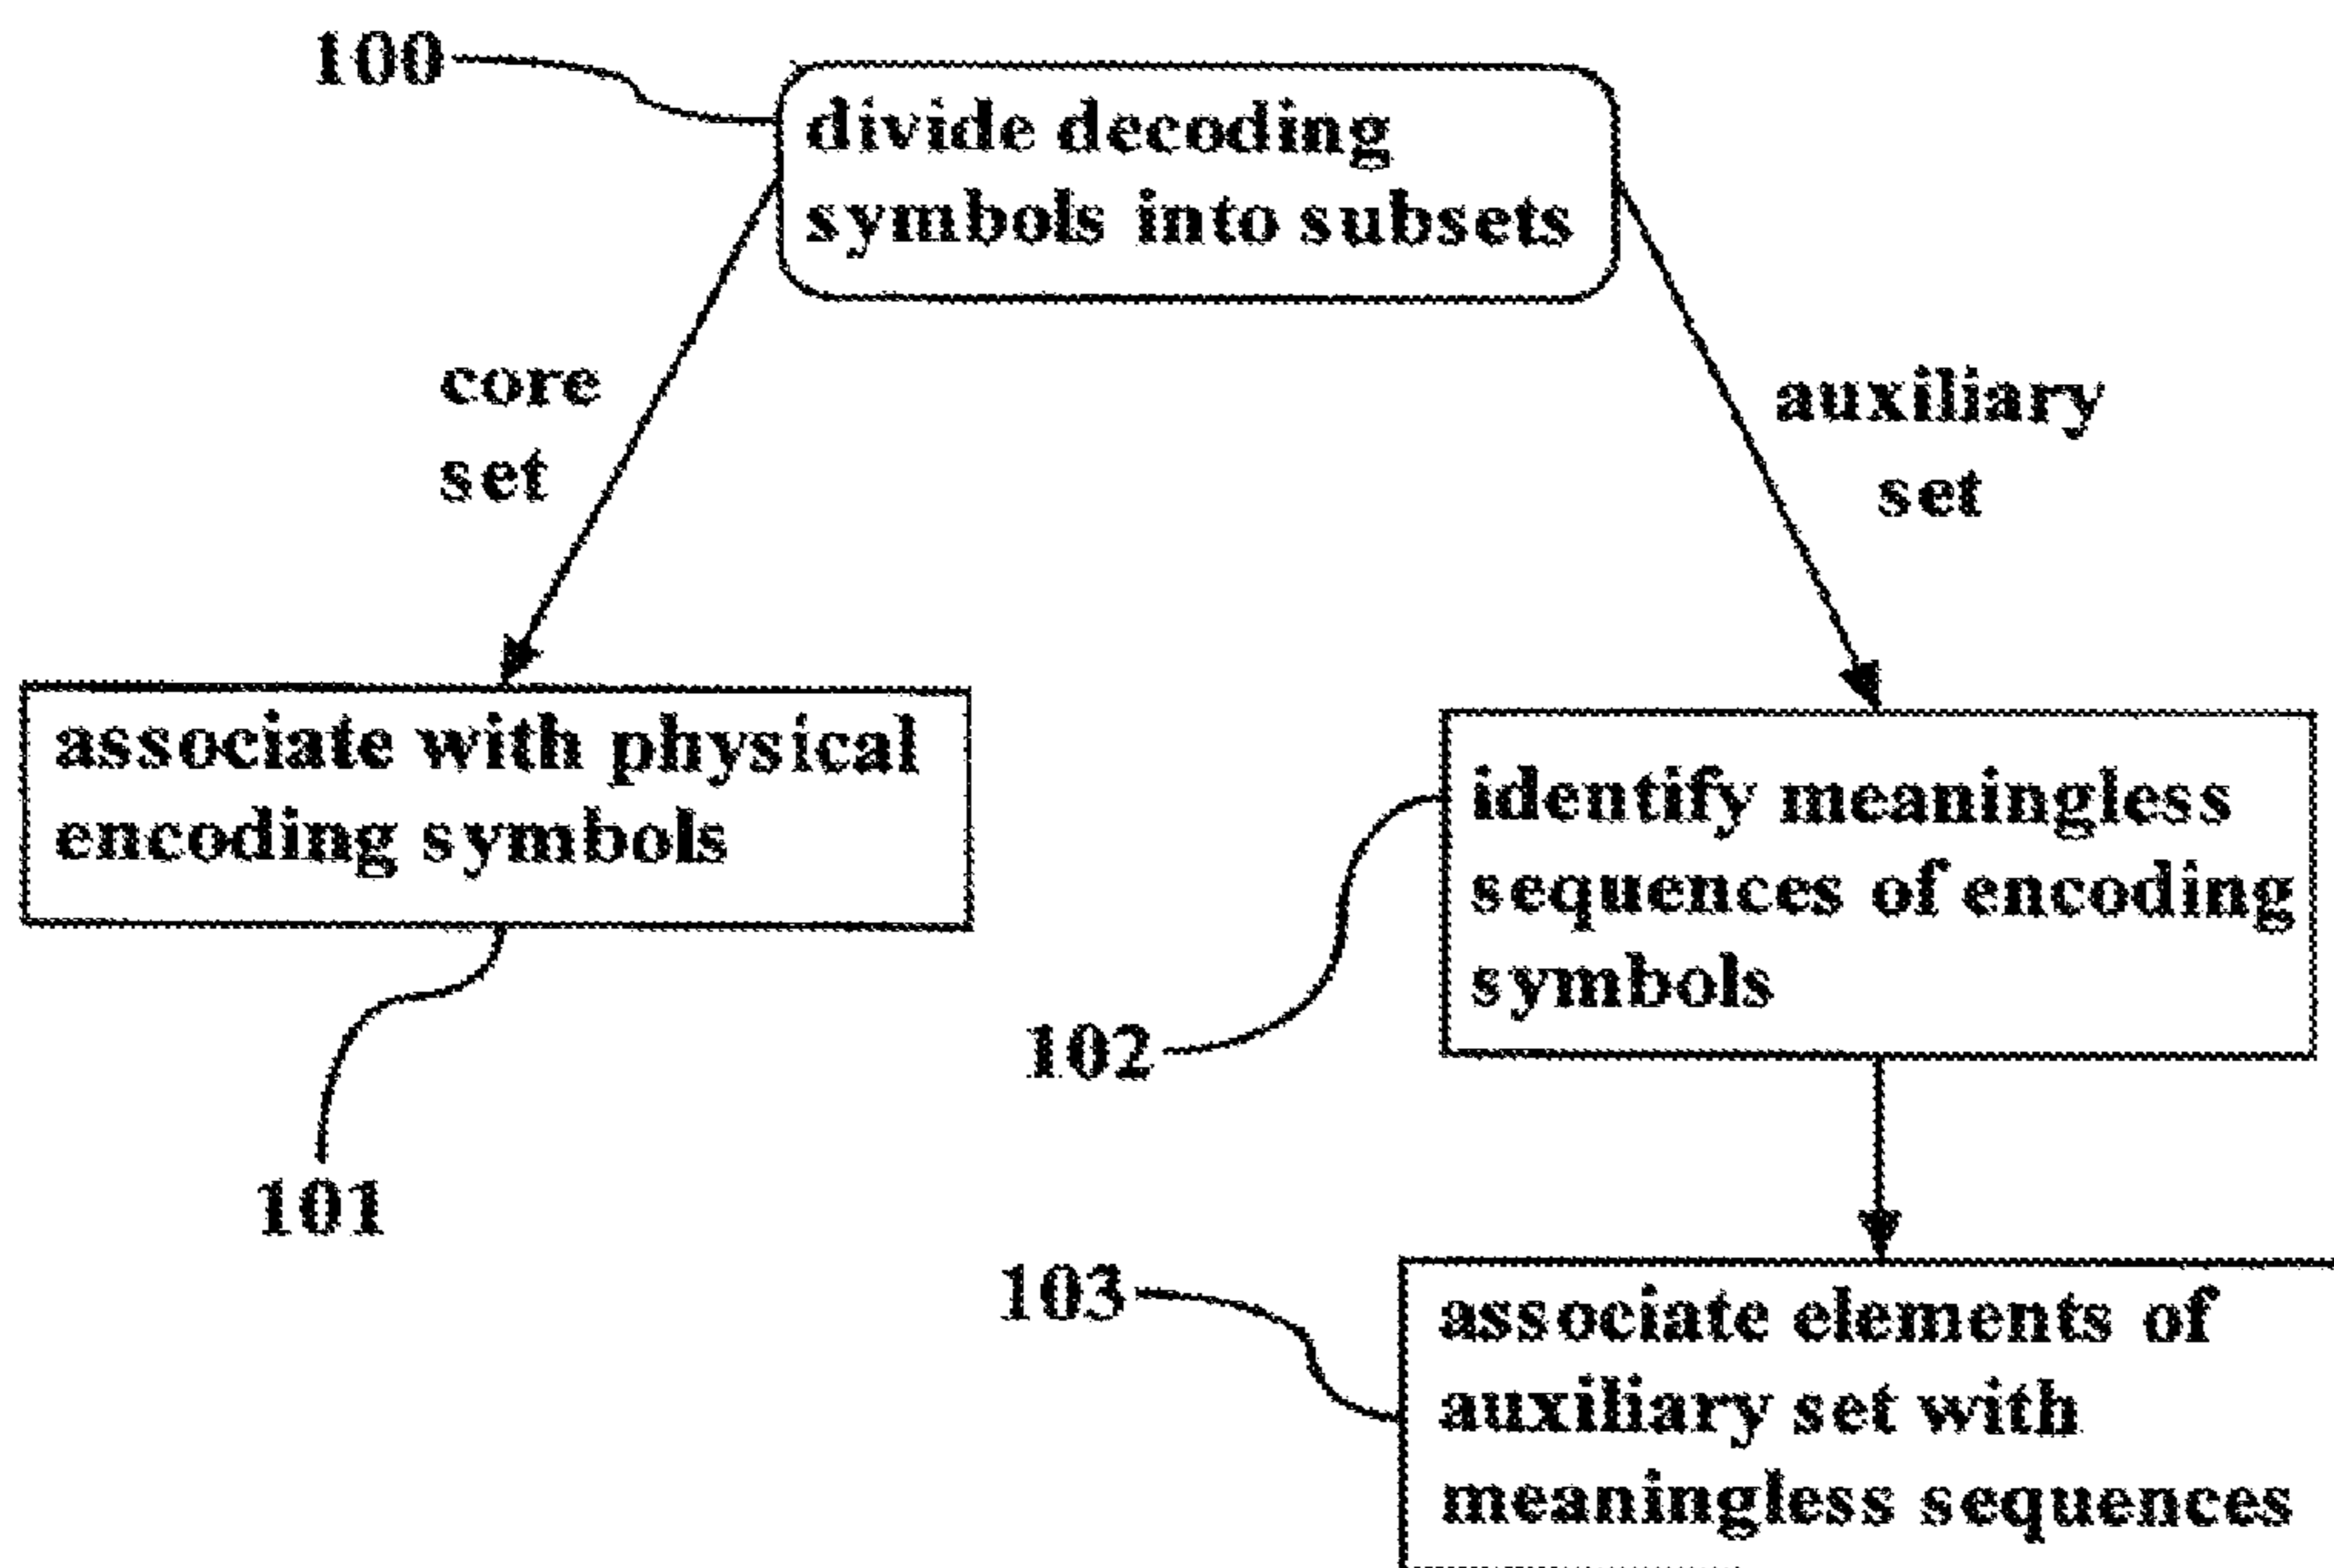 100
divide decoding
symbols into subsets
core
set
auxiliary
set
associate with physical
encoding symbols
identify meaningless
sequences of encoding
symbols
102
101
103
associate elements of
auxiliary set with
meaningless sequences